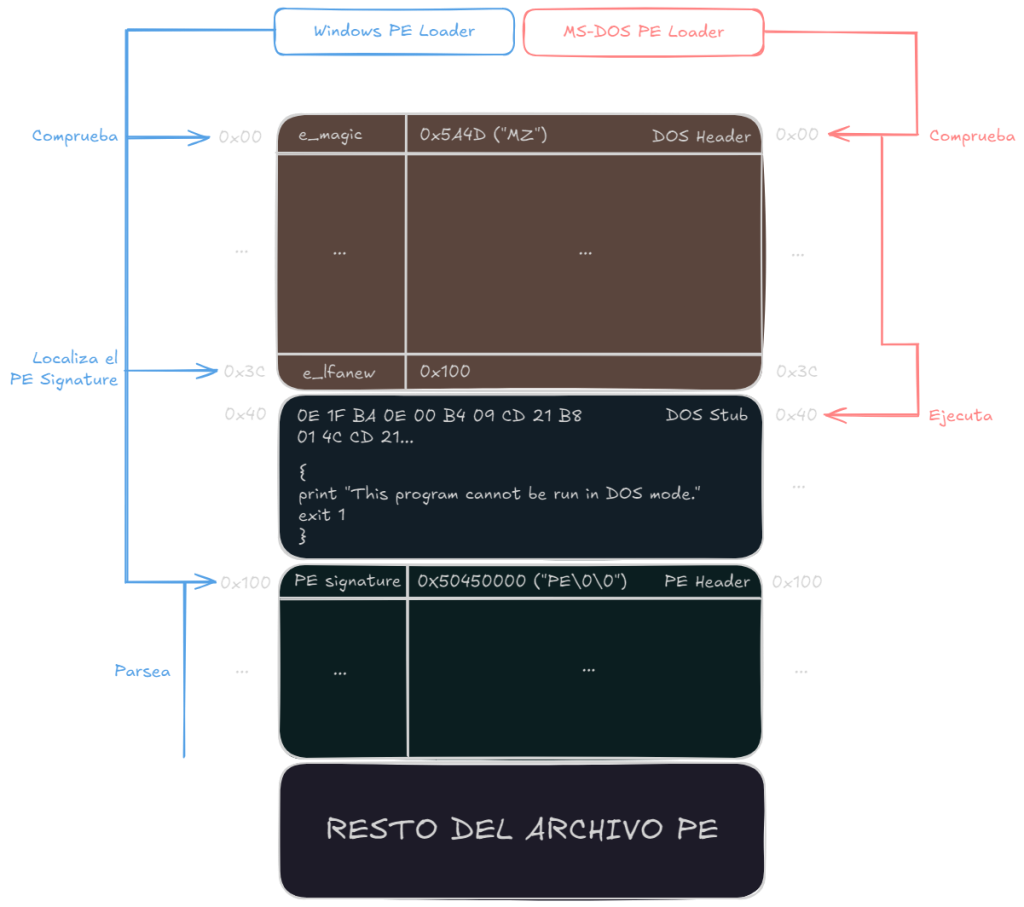 Windows PE Loader
MS-DOS PE Loader
Comprueba
0x00
e_magic
0x5A4D ("MZ")
DOS Header
0x00
Comprueba
...
...
...
...
Localiza el
PE Signature
0x3C
e_lfanew
0x100
0x3C
0x40
0E 1F BA 0E 00 B4 09 CD 21 B8
01 4C CD 21...
DOS Stub
0x40
Ejecuta
{
print "This program cannot be run in DOS mode."
exit 1
}
...
0x100
PE signature
0x50450000 ("PE\0\0")
PE Header
0x100
Parsea
...
...
...
...
RESTO DEL ARCHIVO PE